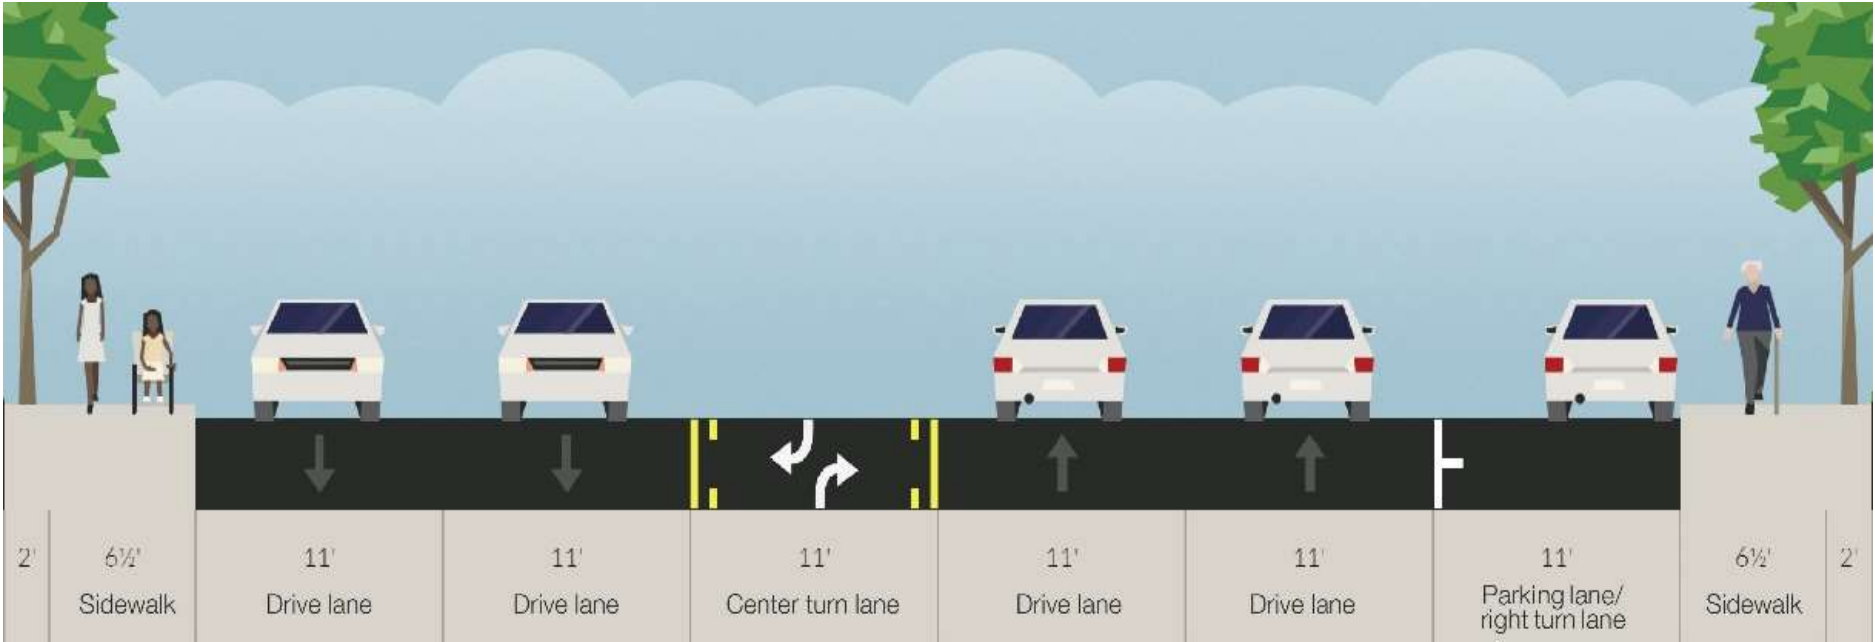 2'
6½'
Sidewalk
11'
Drive lane
11'
Drive lane
11'
Center turn lane
11'
Drive lane
11'
Drive lane
11'
Parking lane/
right turn lane
6½'
Sidewalk
2'